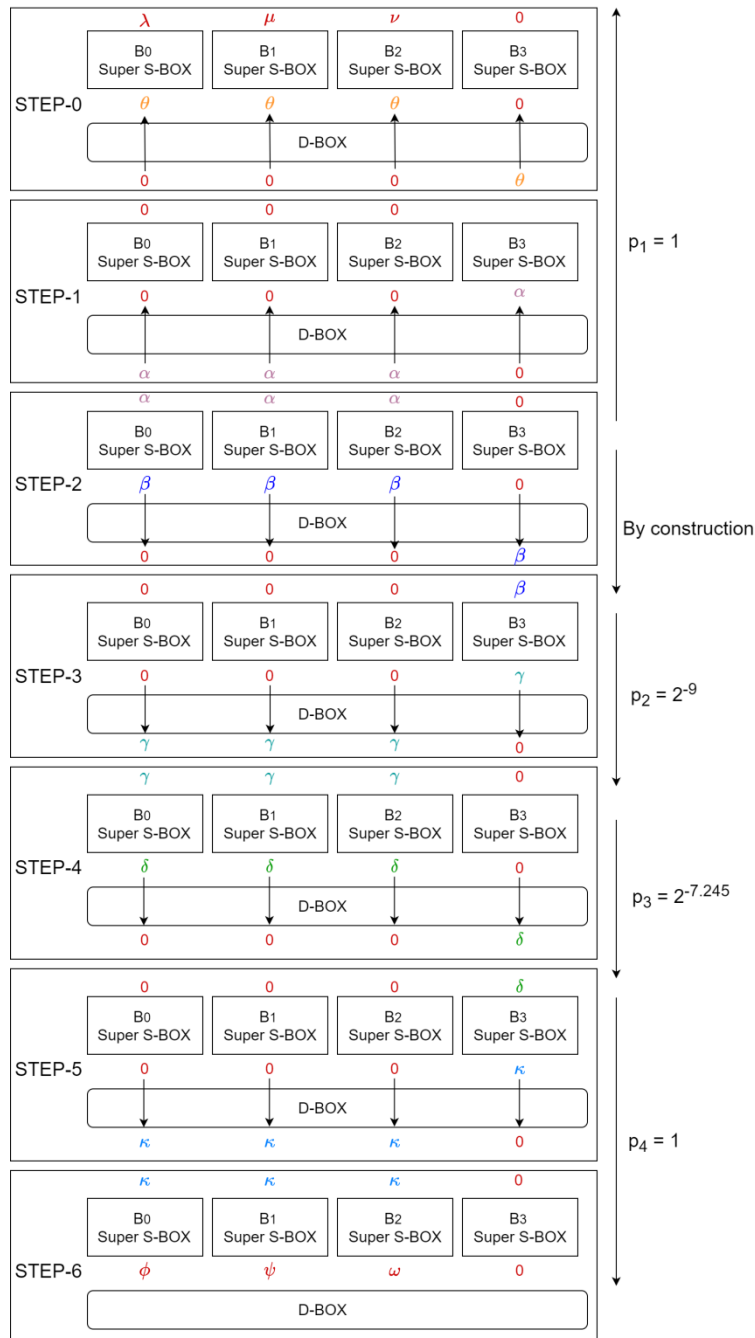 λ μ ν 0
B0 B1 B2 B3
Super S-BOX Super S-BOX Super S-BOX Super S-BOX
STEP-0
θ θ θ 0
D-BOX
0 0 0 θ
0 0 0
B0 B1 B2 B3
Super S-BOX Super S-BOX Super S-BOX Super S-BOX
p1 = 1
STEP-1
0 0 0 α
D-BOX
α α α 0
α α α 0
B0 B1 B2 B3
Super S-BOX Super S-BOX Super S-BOX Super S-BOX
STEP-2
β β β 0
D-BOX
By construction
0 0 0 β
0 0 0 β
B0 B1 B2 B3
Super S-BOX Super S-BOX Super S-BOX Super S-BOX
STEP-3
0 0 0 γ
p2 = 2-9
D-BOX
γ γ γ 0
γ γ γ 0
B0 B1 B2 B3
Super S-BOX Super S-BOX Super S-BOX Super S-BOX
STEP-4
δ δ δ 0
p3 = 2-7.245
D-BOX
0 0 0 δ
0 0 0 δ
B0 B1 B2 B3
Super S-BOX Super S-BOX Super S-BOX Super S-BOX
STEP-5
0 0 0 κ
D-BOX
κ κ κ 0
p4 = 1
κ κ κ 0
B0 B1 B2 B3
Super S-BOX Super S-BOX Super S-BOX Super S-BOX
STEP-6
ϕ ψ ω 0
D-BOX